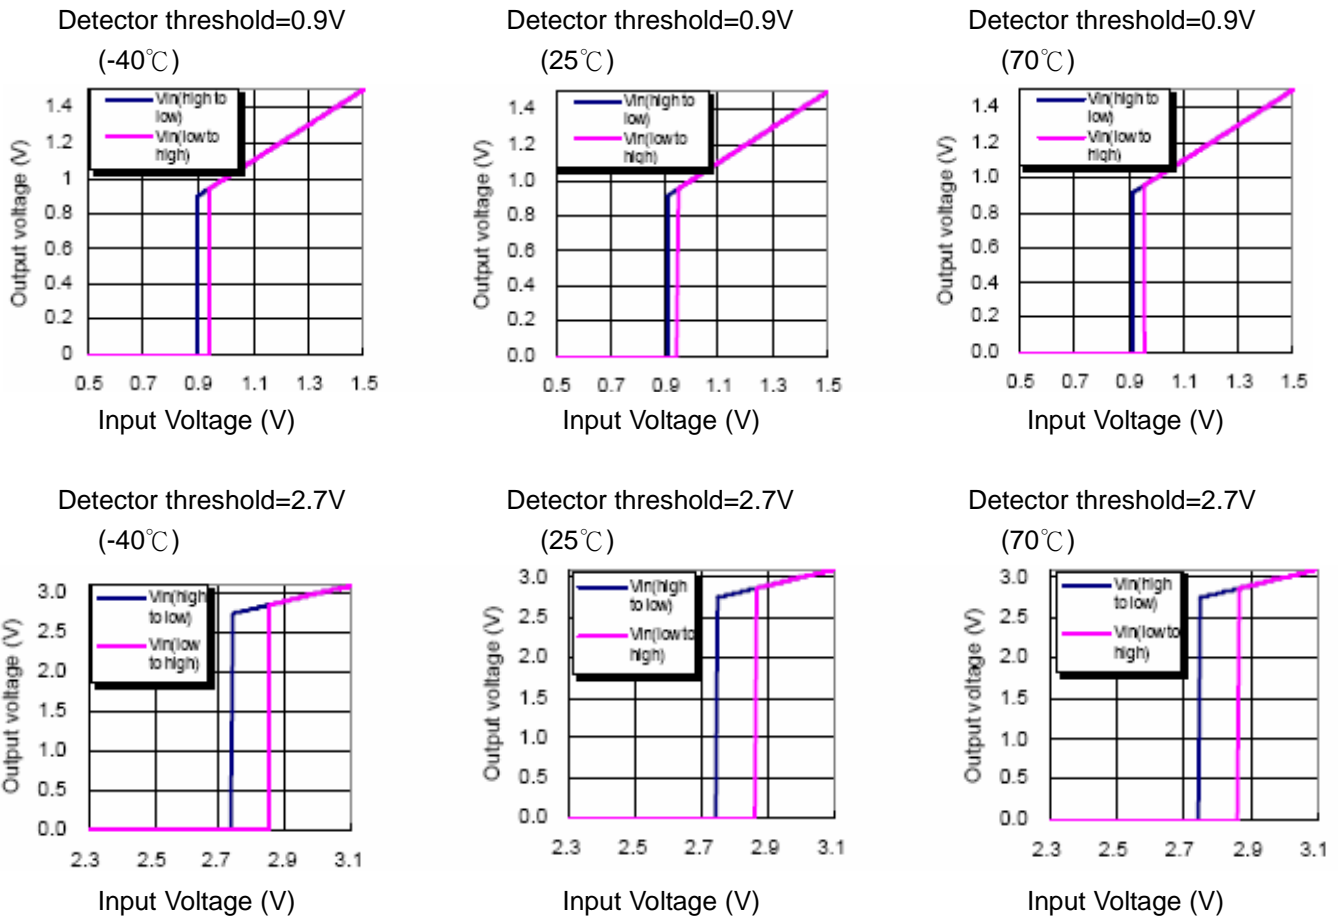 Detector threshold=0.9V
(-40℃)
Vin(high to
low)
Vin(low to
high)
Output voltage (V)
1.4
1.2
1
0.8
0.6
0.4
0.2
0
0.5 0.7 0.9 1.1 1.3 1.5
Input Voltage (V)
Detector threshold=0.9V
(25℃)
Vin(high to
low)
Vin(low to
high)
Output voltage (V)
1.4
1.2
1.0
0.8
0.6
0.4
0.2
0.0
0.5 0.7 0.9 1.1 1.3 1.5
Input Voltage (V)
Detector threshold=0.9V
(70℃)
Vin(high to
low)
Vin(low to
high)
Output voltage (V)
1.4
1.2
1.0
0.8
0.6
0.4
0.2
0.0
0.5 0.7 0.9 1.1 1.3 1.5
Input Voltage (V)
Detector threshold=2.7V
(-40℃)
Vin(high
to low)
Vin(low
to high)
Output voltage (V)
3.0
2.5
2.0
1.5
1.0
0.5
0.0
2.3 2.5 2.7 2.9 3.1
Input Voltage (V)
Detector threshold=2.7V
(25℃)
Vin(high
to low)
Vin(low to
high)
Output voltage (V)
3.0
2.5
2.0
1.5
1.0
0.5
0.0
2.3 2.5 2.7 2.9 3.1
Input Voltage (V)
Detector threshold=2.7V
(70℃)
Vin(high
to low)
Vin(low to
high)
Output voltage (V)
3.0
2.5
2.0
1.5
1.0
0.5
0.0
2.3 2.5 2.7 2.9 3.1
Input Voltage (V)